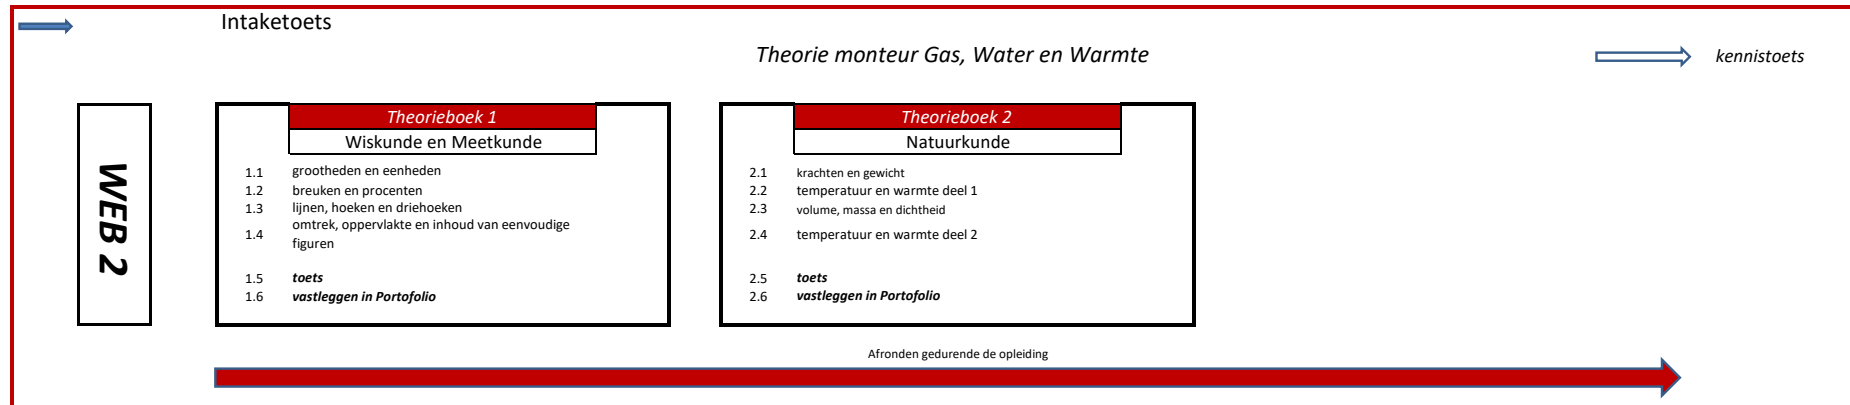 Intaketoets
Theorie monteur Gas, Water en Warmte
kennistoets
WEB 2
Theorieboek 1
Wiskunde en Meetkunde
1.1 grootheden en eenheden
1.2 breuken en procenten
1.3 lijnen, hoeken en driehoeken
1.4 omtrek, oppervlakte en inhoud van eenvoudige
figuren
1.5 toets
1.6 vastleggen in Portofolio
Theorieboek 2
Natuurkunde
2.1 krachten en gewicht
2.2 temperatuur en warmte deel 1
2.3 volume, massa en dichtheid
2.4 temperatuur en warmte deel 2
2.5 toets
2.6 vastleggen in Portofolio
Afronden gedurende de opleiding